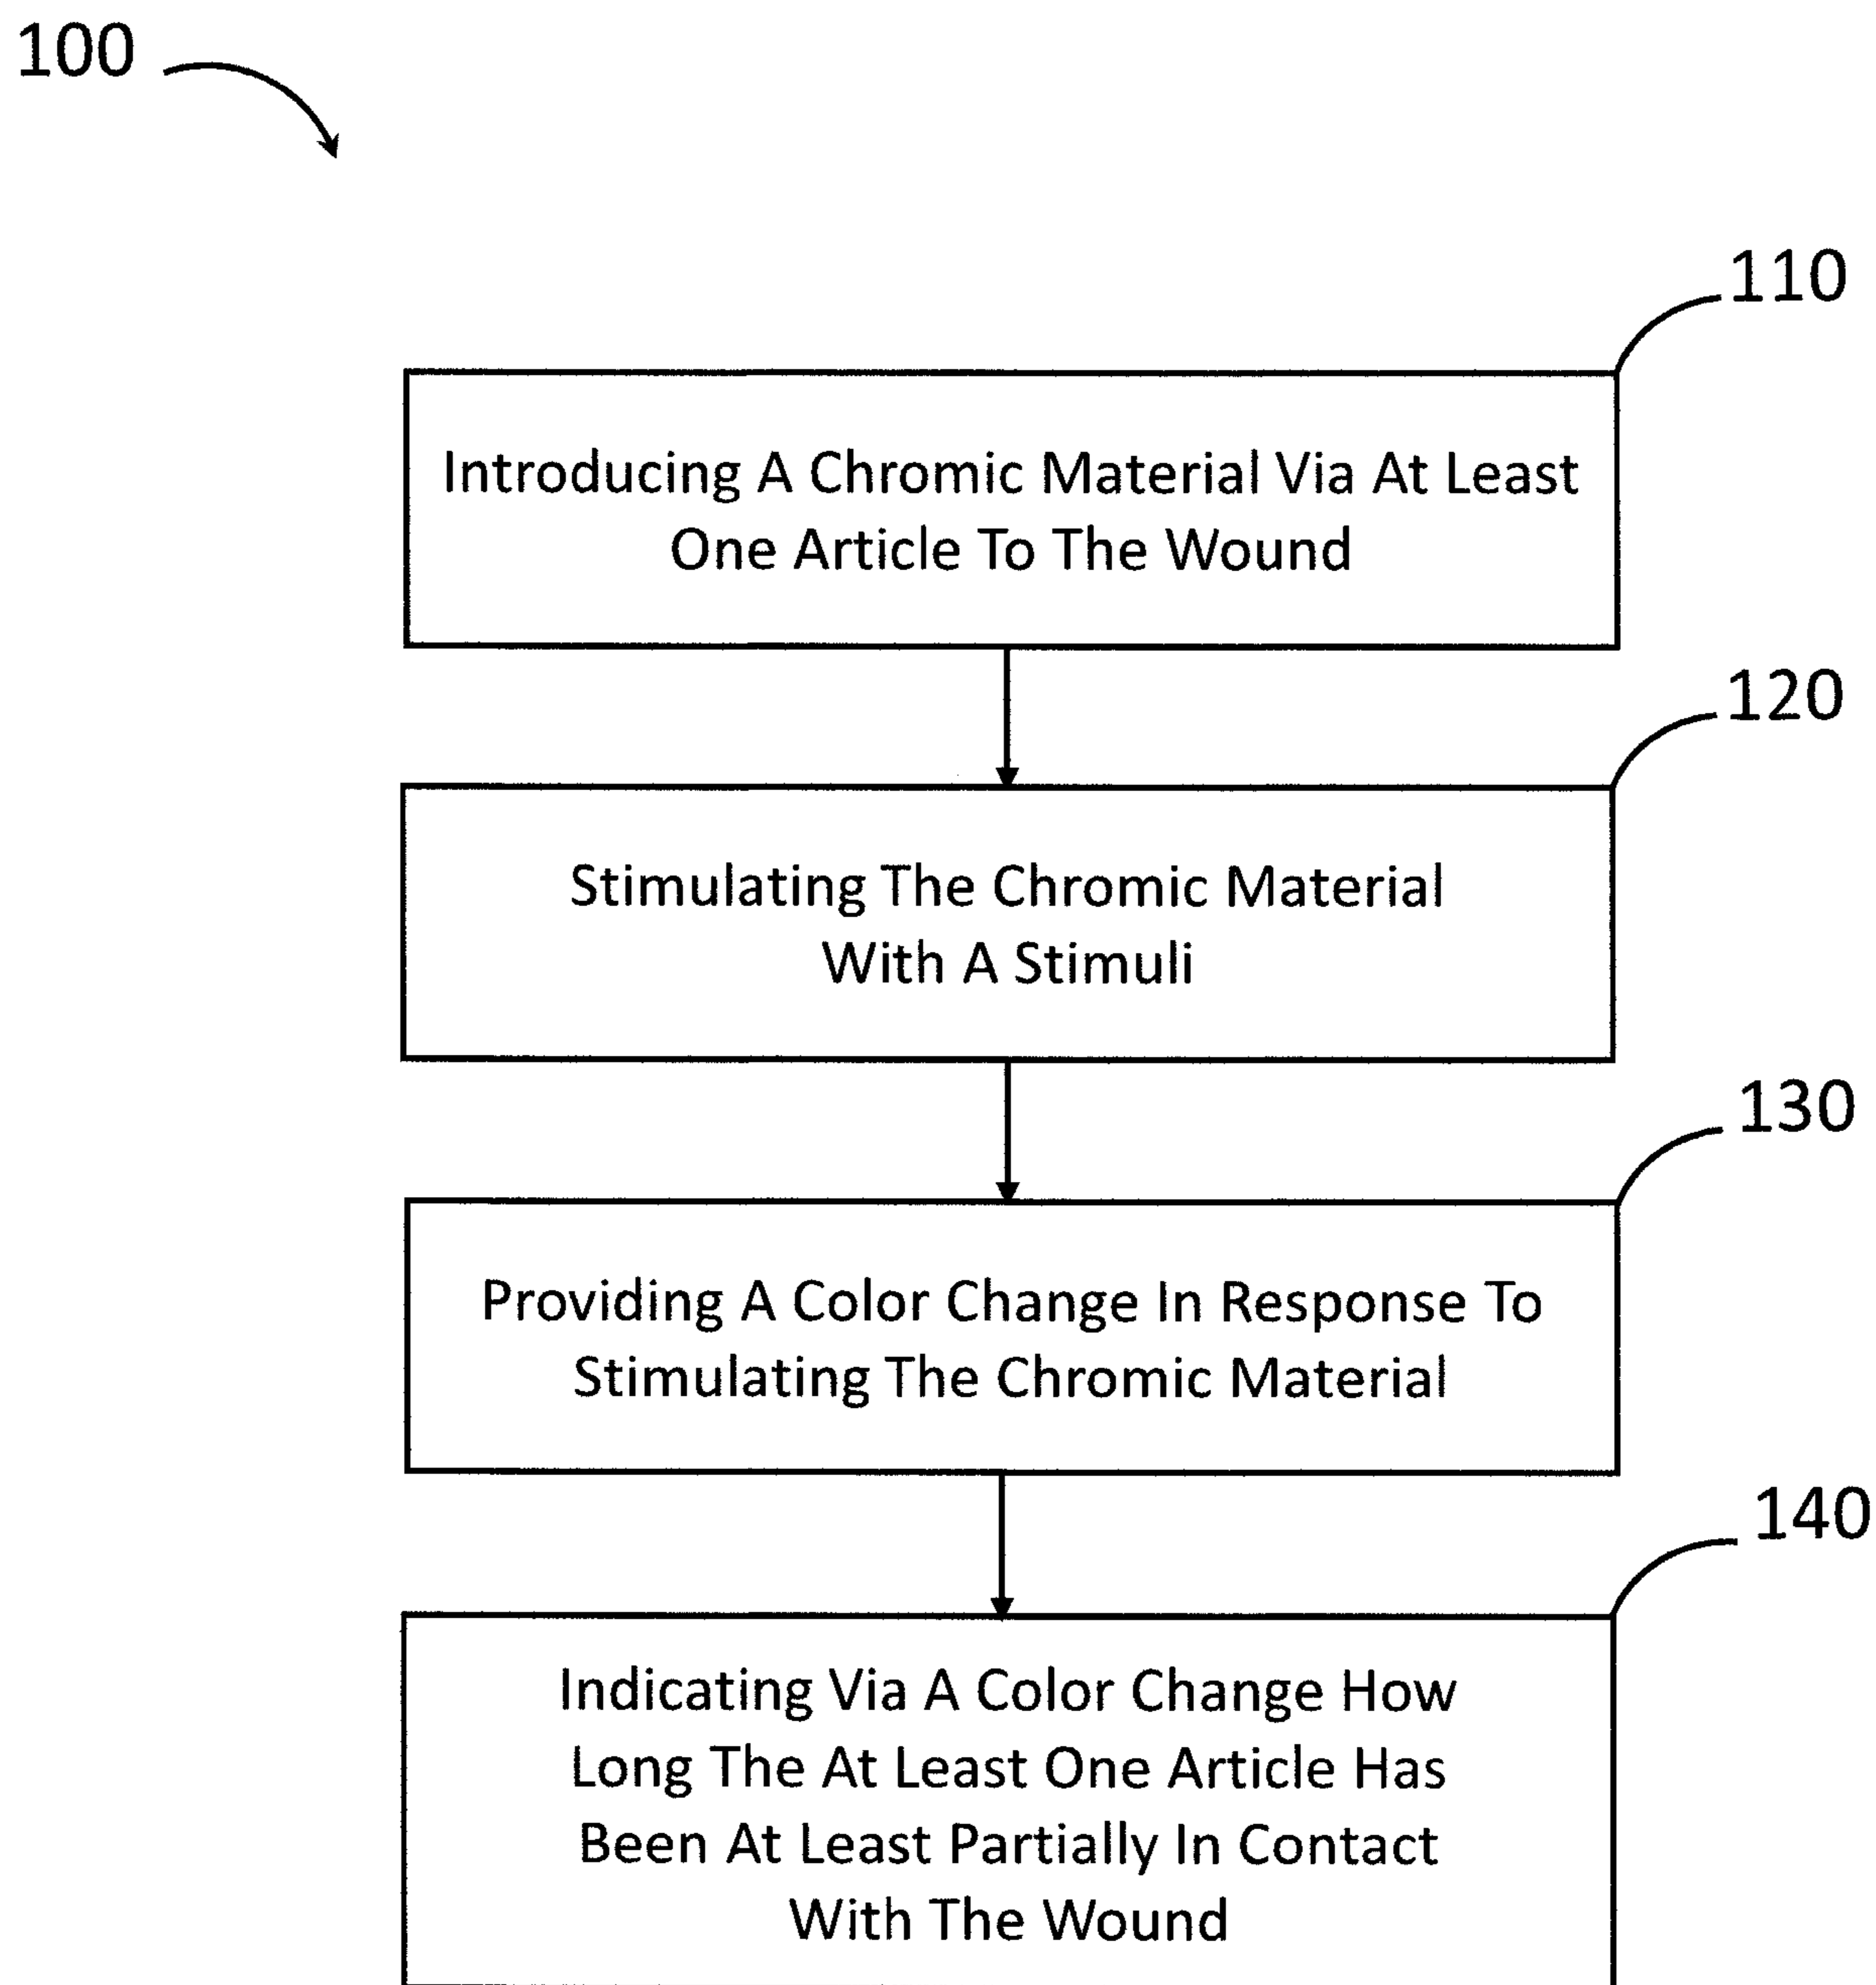 100
110
Introducing A Chromic Material Via At Least
One Article To The Wound
120
Stimulating The Chromic Material
With A Stimuli
130
Providing A Color Change In Response To
Stimulating The Chromic Material
140
Indicating Via A Color Change How
Long The At Least One Article Has
Been At Least Partially In Contact
With The Wound